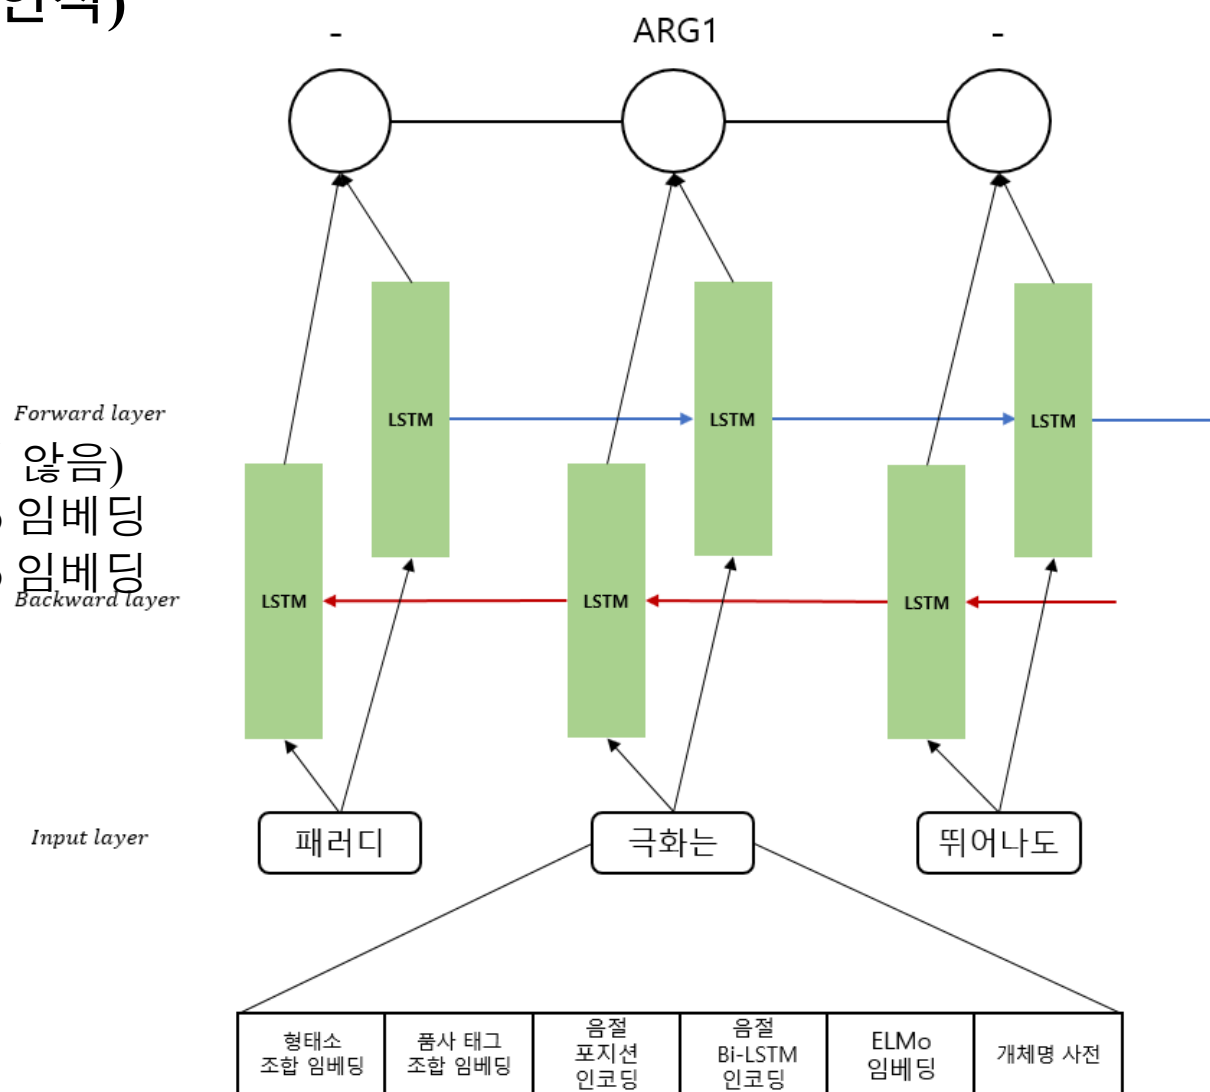 인식)
- ARG1 -
LSTM LSTM LSTM
Forward layer
않음)
임베딩
임베딩
Backward layer
LSTM LSTM LSTM
Input layer
패러디 극화는 뛰어나도
형태소
조합 임베딩
품사 태그
조합 임베딩
음절
포지션
인코딩
음절
Bi-LSTM
인코딩
ELMo
임베딩
개체명 사전